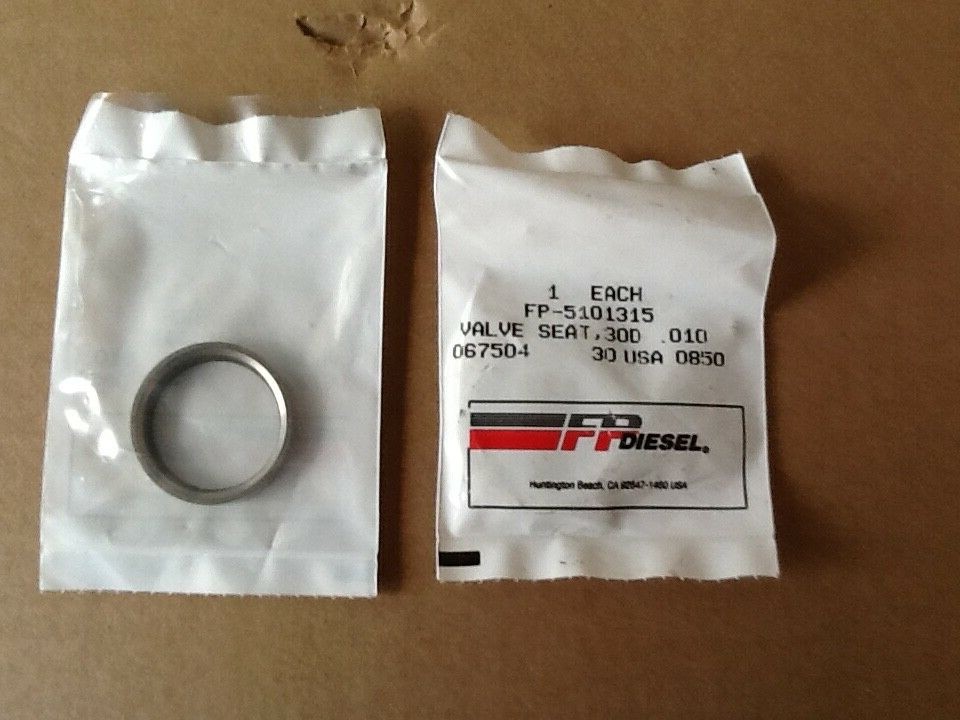 1 EACH
FP-5101315
VALVE SEAT,30D .010
067504 30 USA 0850
FP DIESEL®
Huntington Beach, CA 92647-1460 USA